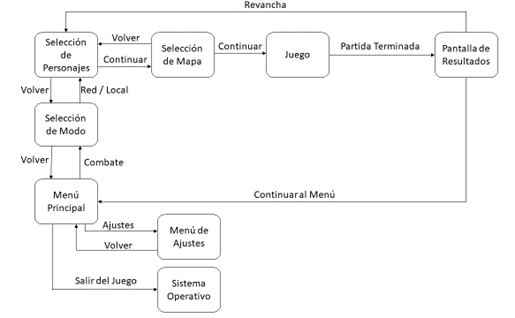 Revancha
Selección
de
Personajes
Volver
Continuar
Selección
de Mapa
Continuar
Juego
Partida Terminada
Pantalla de
Resultados
Volver
Red / Local
Selección
de Modo
Volver
Combate
Menú
Principal
Continuar al Menú
Ajustes
Volver
Menú de
Ajustes
Salir del Juego
Sistema
Operativo